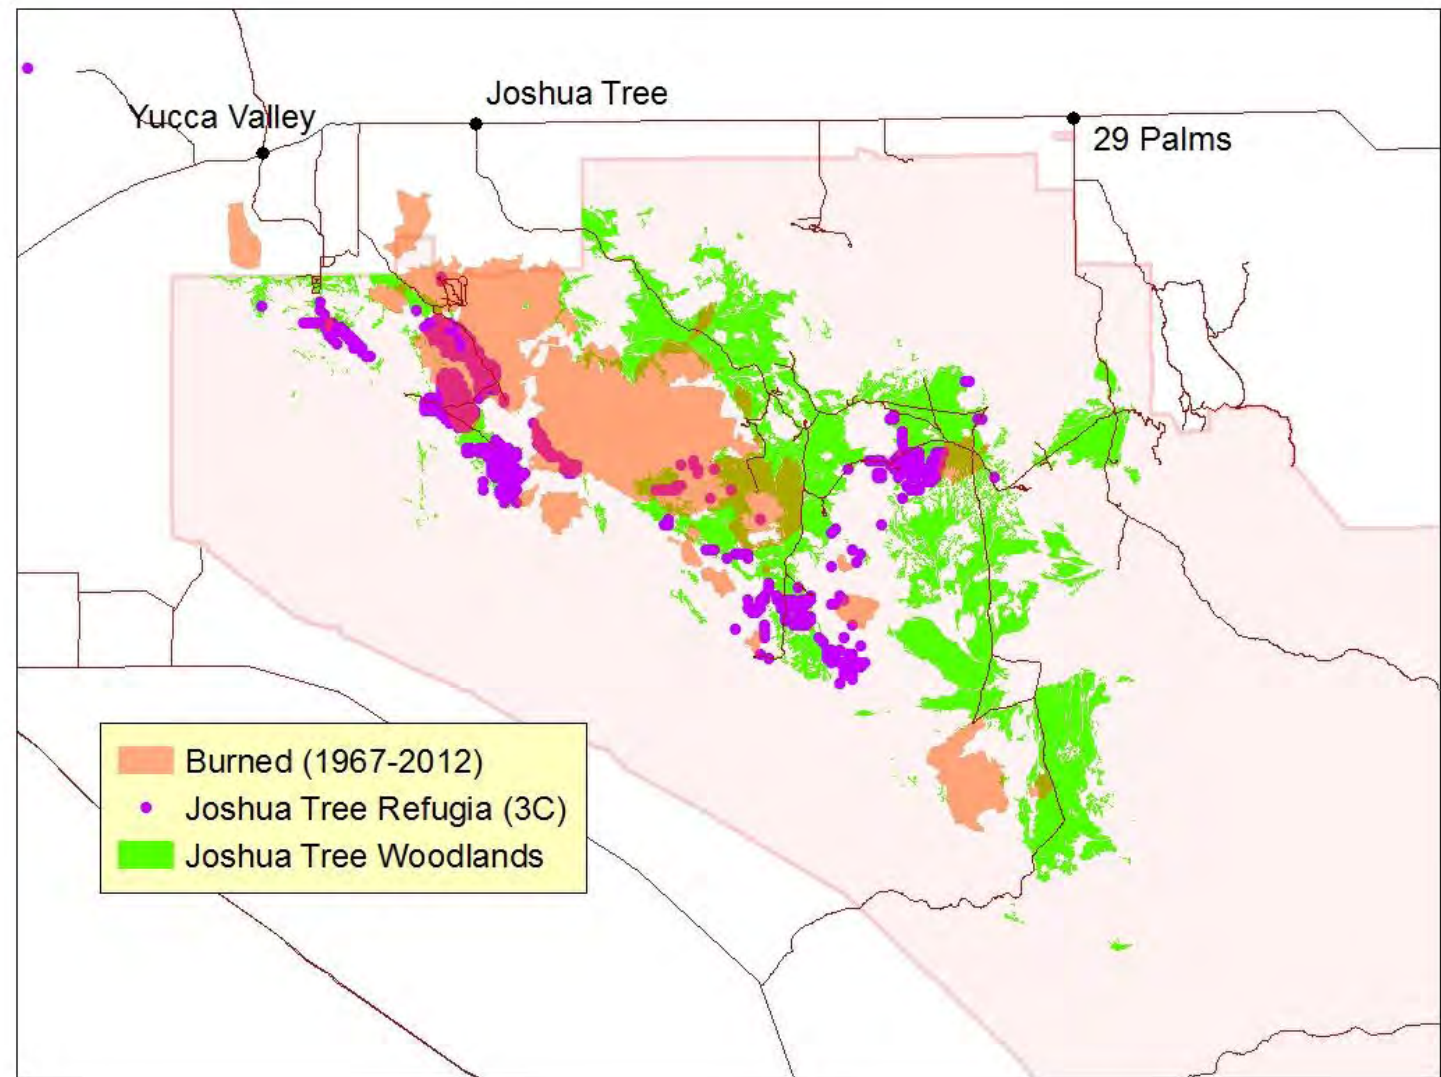 Joshua Tree
Yucca Valley
29 Palms
Burned (1967-2012)
Joshua Tree Refugia (3C)
Joshua Tree Woodlands